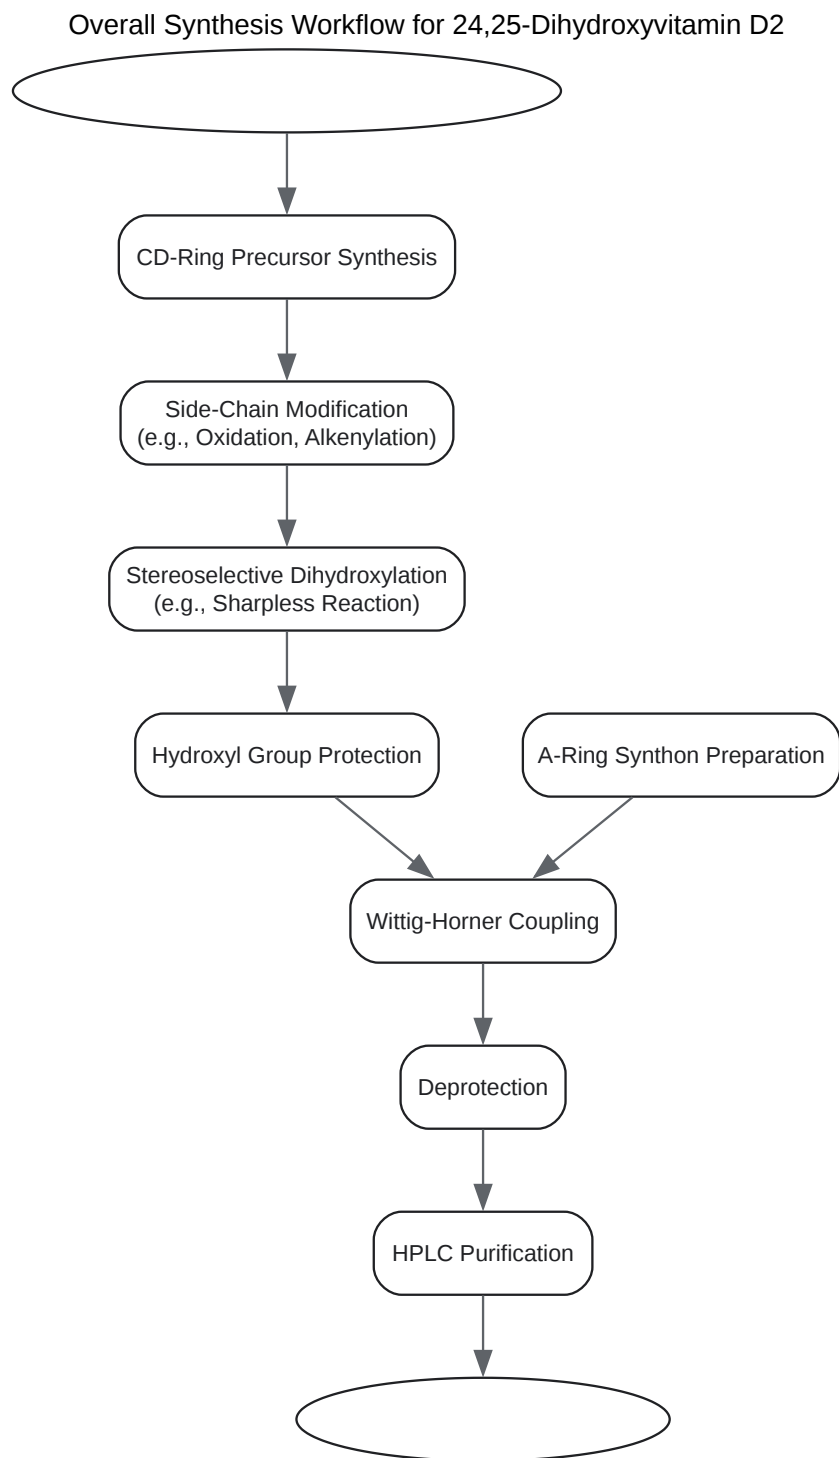 Overall Synthesis Workflow for 24,25-Dihydroxyvitamin D2
CD-Ring Precursor Synthesis
Side-Chain Modification
(e.g., Oxidation, Alkenylation)
Stereoselective Dihydroxylation
(e.g., Sharpless Reaction)
Hydroxyl Group Protection
A-Ring Synthon Preparation
Wittig-Horner Coupling
Deprotection
HPLC Purification